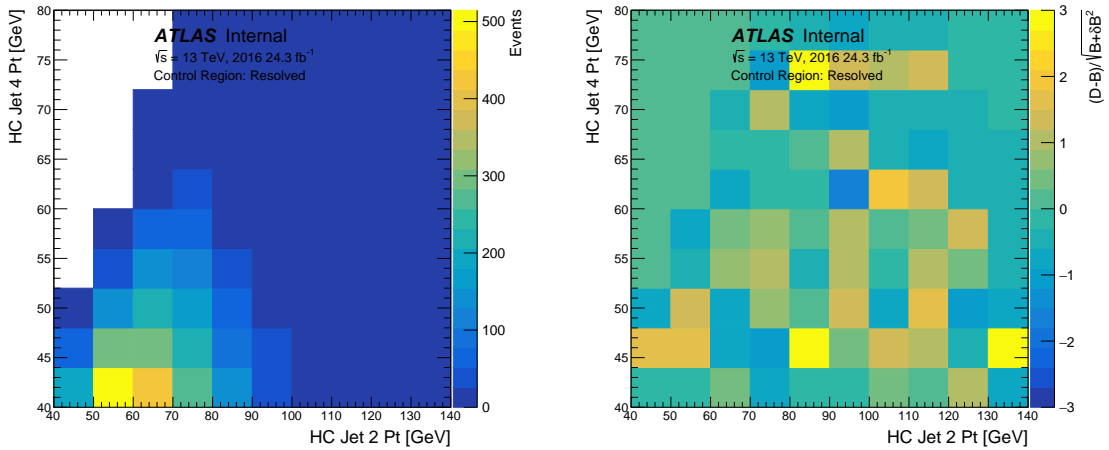 HC Jet 4 Pt [GeV]
ATLAS Internal
√s = 13 TeV, 2016 24.3 fb⁻¹
Control Region: Resolved
80
75
70
65
60
55
50
45
40
40 50 60 70 80 90 100 110 120 130 140
HC Jet 2 Pt [GeV]
Events
500
400
300
200
100
0
HC Jet 4 Pt [GeV]
ATLAS Internal
√s = 13 TeV, 2016 24.3 fb⁻¹
Control Region: Resolved
80
75
70
65
60
55
50
45
40
40 50 60 70 80 90 100 110 120 130 140
HC Jet 2 Pt [GeV]
(D-B)/√B+δB²
3
2
1
0
−1
−2
−3